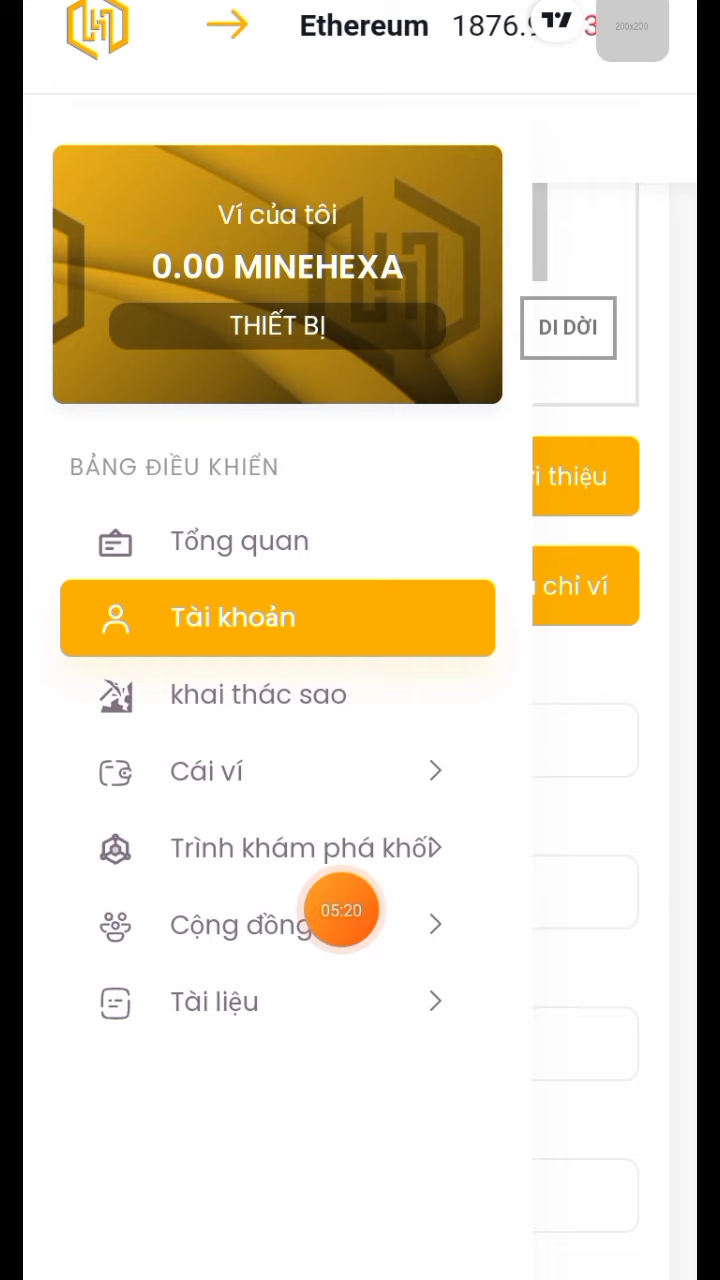 Ethereum 1876.
3
200x200
Ví của tôi
0.00 MINEHEXA
THIẾT BỊ
DI DỜI
BẢNG ĐIỀU KHIỂN
thiệu
Tổng quan
chỉ ví
Tài khoản
khai thác sao
Cái ví
Trình khám phá khối
05:20
Cộng đồng
Tài liệu